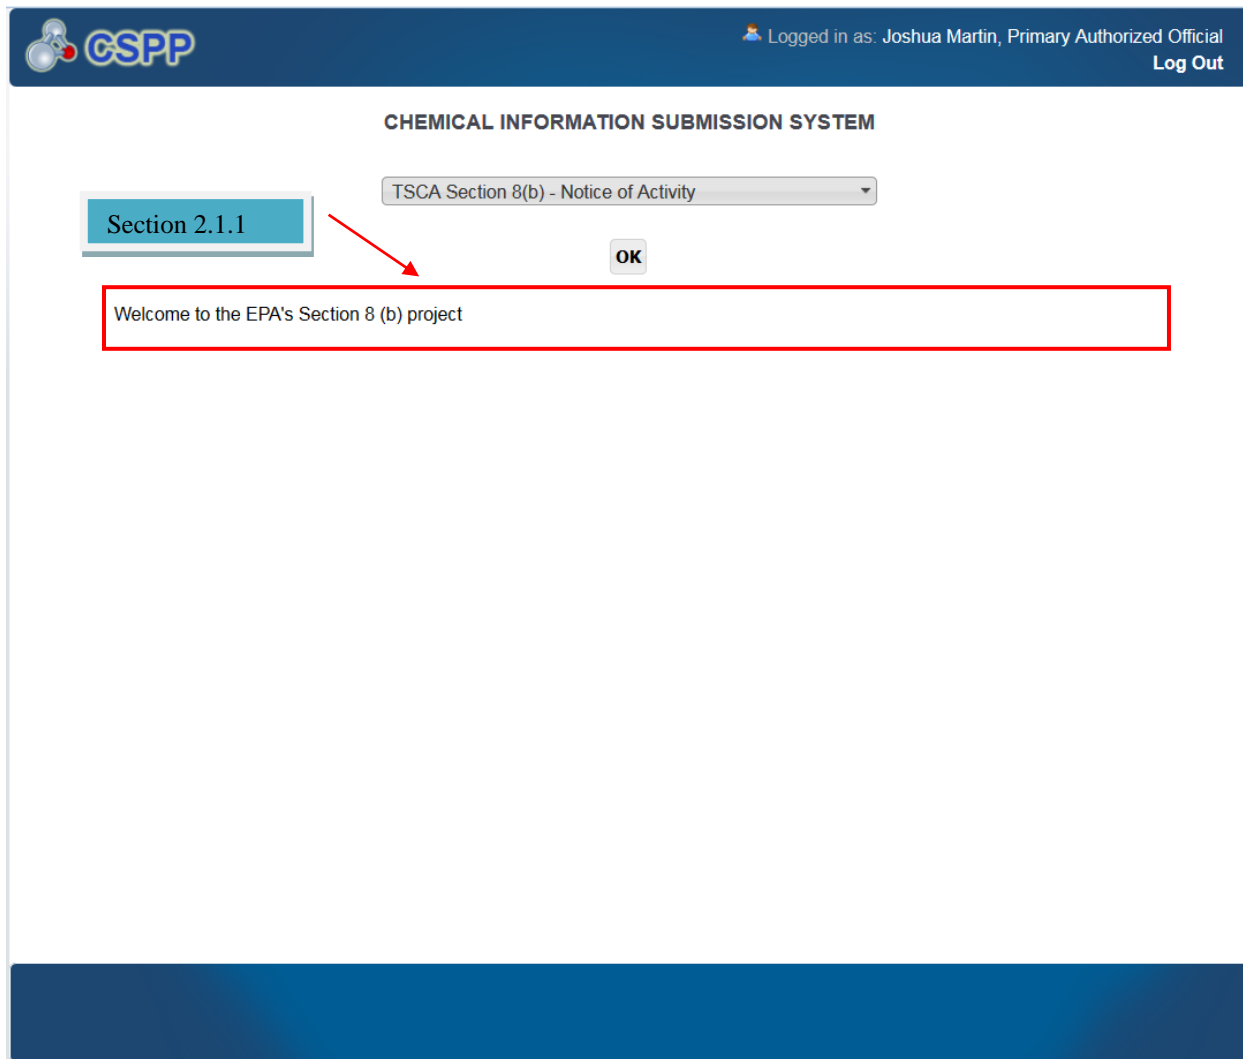 CSPP
Logged in as: Joshua Martin, Primary Authorized Official
Log Out
CHEMICAL INFORMATION SUBMISSION SYSTEM
TSCA Section 8(b) - Notice of Activity
Section 2.1.1
OK
Welcome to the EPA's Section 8 (b) project